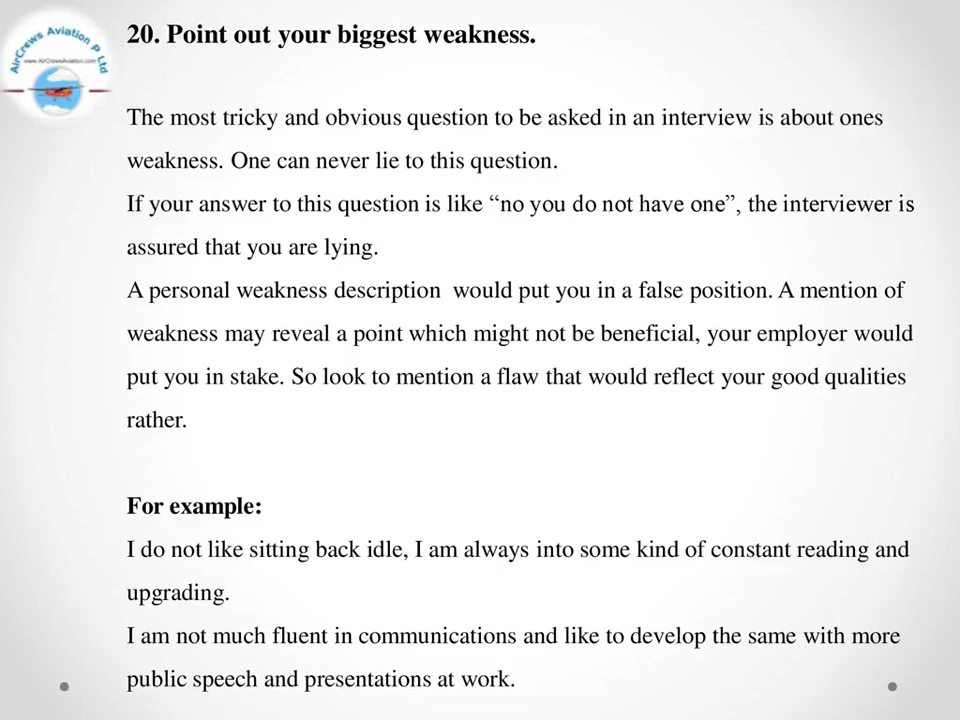 AirCrews Aviation P Ltd
www.AirCrewsAviation.com
20. Point out your biggest weakness.
The most tricky and obvious question to be asked in an interview is about ones
weakness. One can never lie to this question.
If your answer to this question is like “no you do not have one”, the interviewer is
assured that you are lying.
A personal weakness description  would put you in a false position. A mention of
weakness may reveal a point which might not be beneficial, your employer would
put you in stake. So look to mention a flaw that would reflect your good qualities
rather.
For example:
I do not like sitting back idle, I am always into some kind of constant reading and
upgrading.
I am not much fluent in communications and like to develop the same with more
public speech and presentations at work.